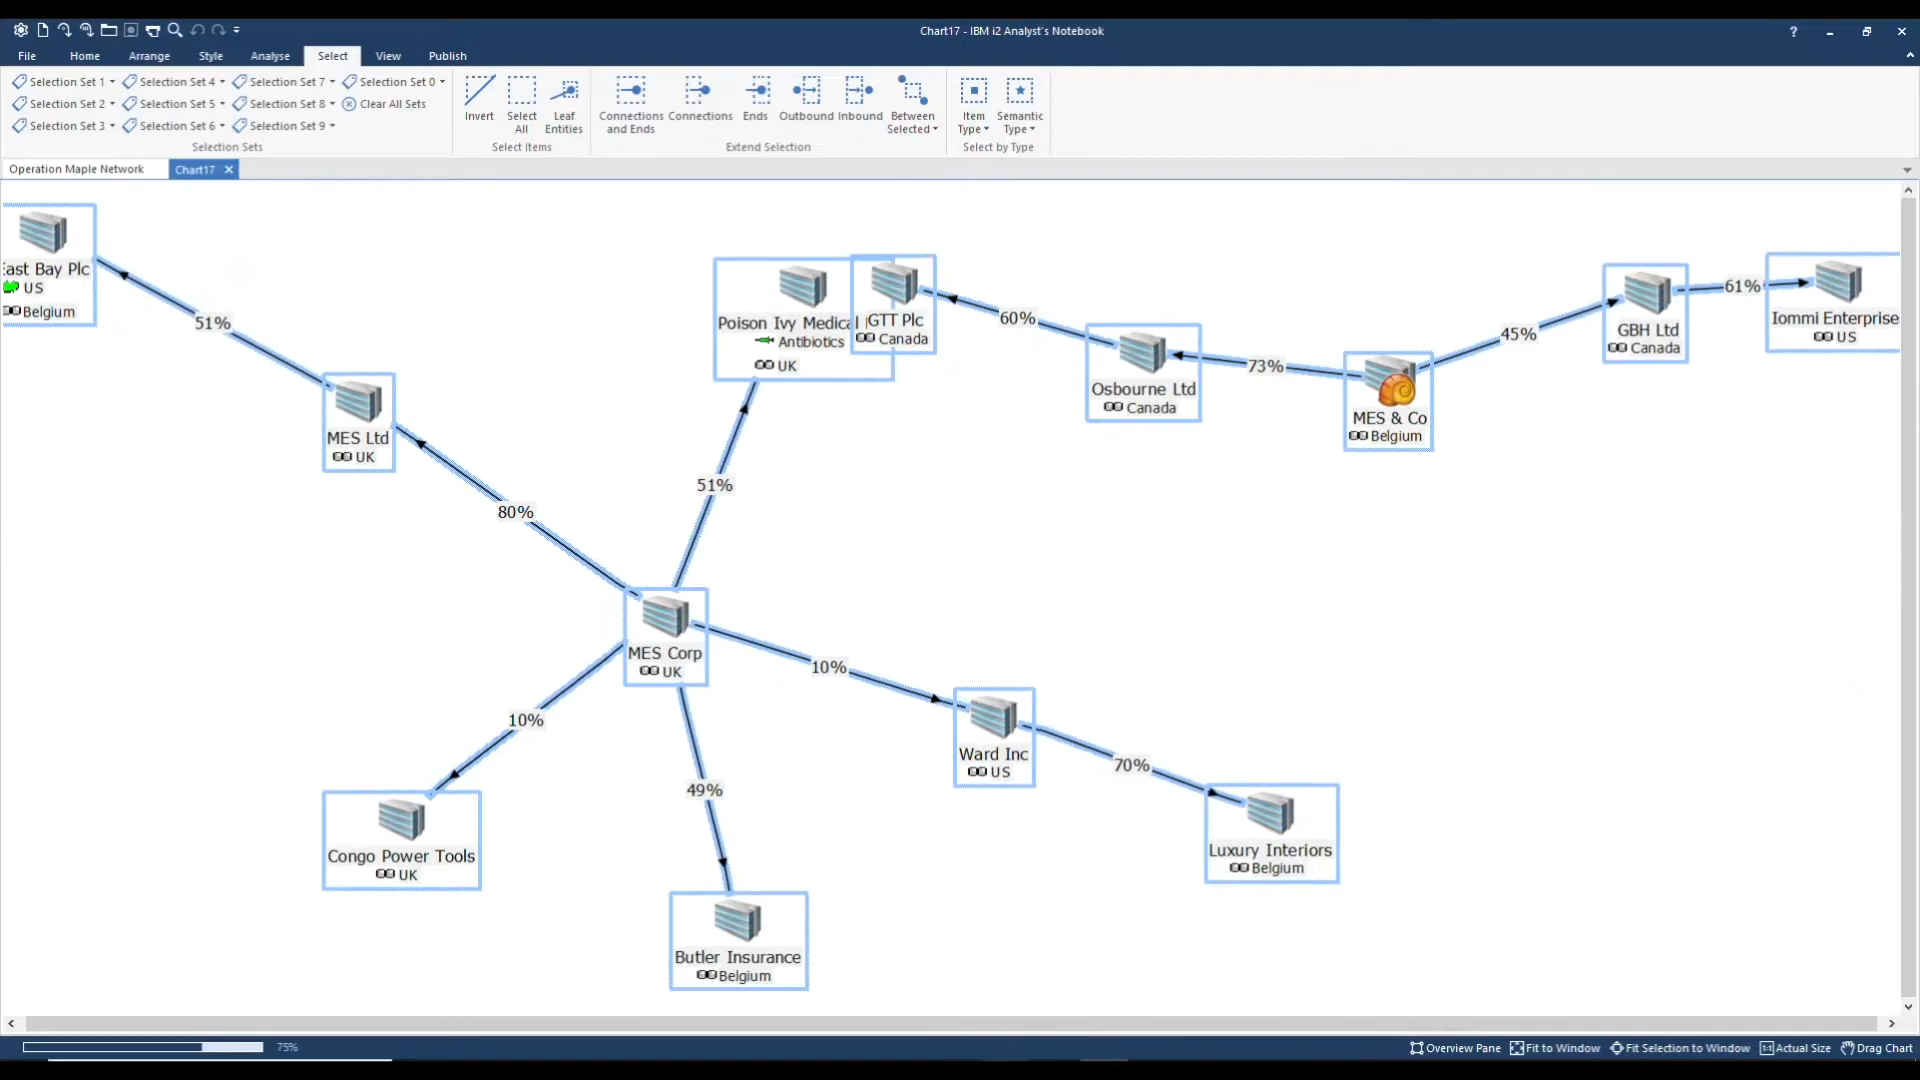 Chart17 - IBM i2 Analyst's Notebook
?
File Home Arrange Style Analyse Select View Publish
Selection Set 1 Selection Set 4 Selection Set 7 Selection Set 0
Selection Set 2 Selection Set 5 Selection Set 8 Clear All Sets
Selection Set 3 Selection Set 6 Selection Set 9
Selection Sets
Invert
Select
All
Leaf
Entities
Select Items
Connections
and Ends
Connections
Ends
Outbound
Inbound
Between
Selected
Extend Selection
Item
Type
Semantic
Type
Select by Type
Operation Maple Network
Chart17
East Bay Plc
US
Belgium
51%
MES Ltd
UK
80%
Poison Ivy Medical
Antibiotics
UK
GTT Plc
Canada
60%
Osbourne Ltd
Canada
73%
MES & Co
Belgium
45%
GBH Ltd
Canada
61%
Iommi Enterprise
US
51%
MES Corp
UK
10%
Ward Inc
US
70%
Luxury Interiors
Belgium
10%
Congo Power Tools
UK
49%
Butler Insurance
Belgium
75%
Overview Pane Fit to Window Fit Selection to Window 1:1 Actual Size Drag Chart